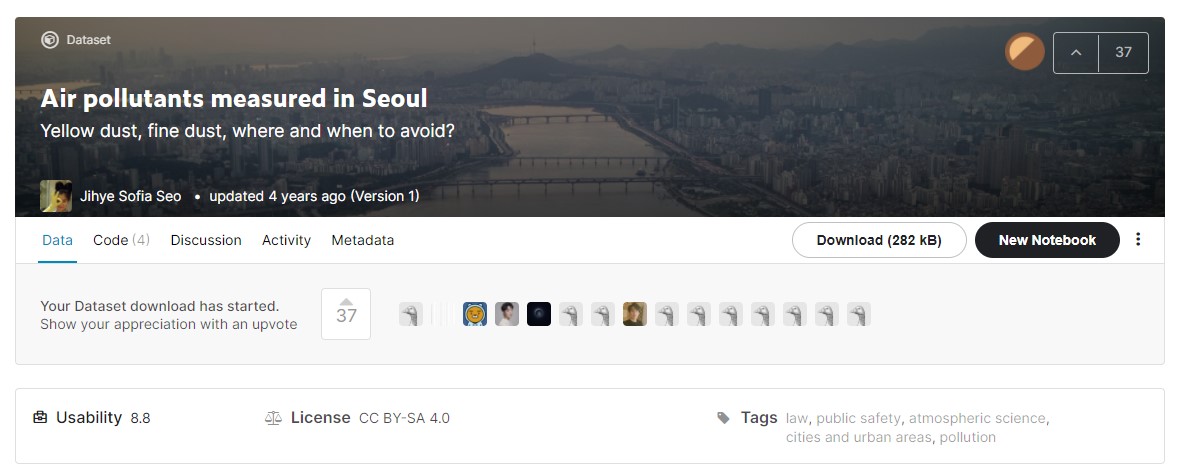 Dataset
37
Air pollutants measured in Seoul
Yellow dust, fine dust, where and when to avoid?
Jihye Sofia Seo • updated 4 years ago (Version 1)
Data Code (4) Discussion Activity Metadata Download (282 kB) New Notebook
Your Dataset download has started.
Show your appreciation with an upvote
37
Usability 8.8 License CC BY-SA 4.0 Tags law, public safety, atmospheric science,
cities and urban areas, pollution